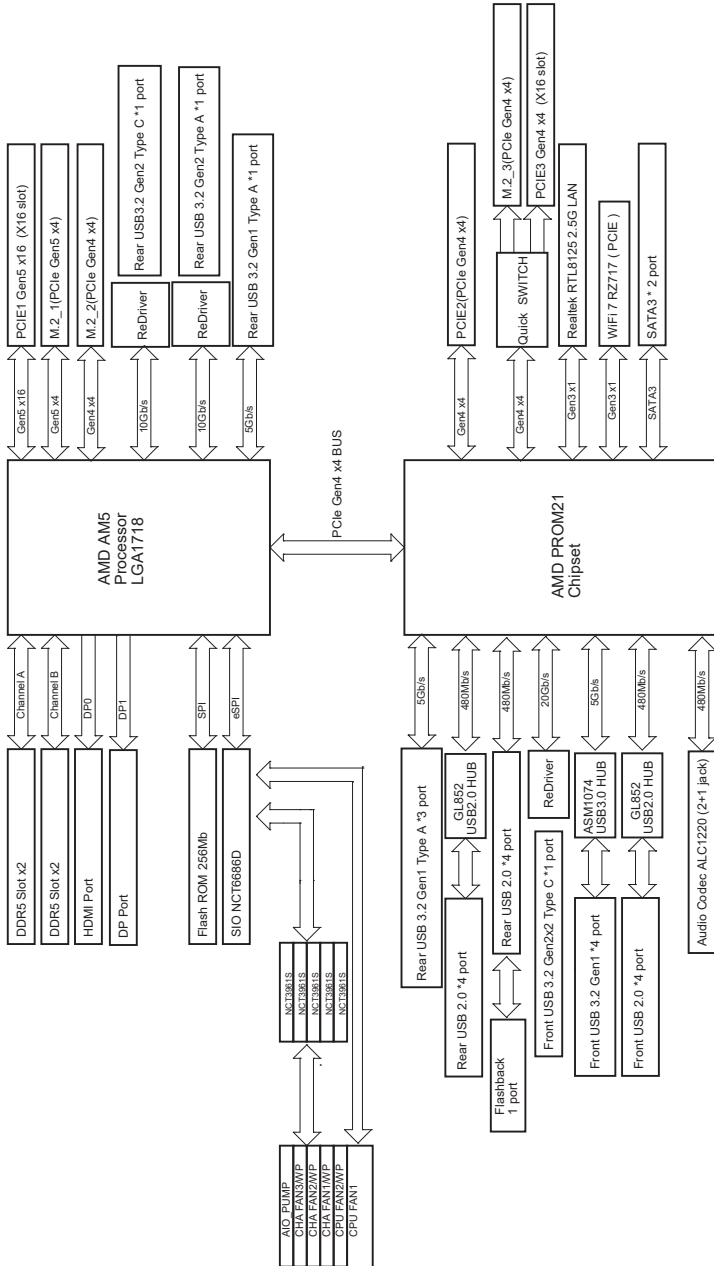 PCIE1 Gen5 x16 (X16 slot)
M.2_1(PCIe Gen5 x4)
M.2_2(PCIe Gen4 x4)
Rear USB3.2 Gen2 Type C *1 port
Rear USB 3.2 Gen2 Type A *1 port
Rear USB 3.2 Gen1 Type A *1 port
ReDriver
ReDriver
Gen5 x16
Gen5 x4
Gen4 x4
10Gb/s
10Gb/s
5Gb/s
AMD AM5
Processor
LGA1718
Channel A
Channel B
DP0
DP1
SPI
eSPI
DDR5 Slot x2
DDR5 Slot x2
HDMI Port
DP Port
Flash ROM 256Mb
SIO NCT6686D
NCT3961S
NCT3961S
NCT3961S
NCT3961S
NCT3961S
AIO_PUMP
CHA FAN3/WP
CHA FAN2/WP
CHA FAN1/WP
CPU FAN2/WP
CPU FAN1
PCIe Gen4 x4 BUS
PCIE2(PCIe Gen4 x4)
M.2_3(PCIe Gen4 x4)
PCIE3 Gen4 x4 (X16 slot)
Quick SWITCH
Realtek RTL8125 2.5G LAN
WiFi 7 RZ717 ( PCIE )
SATA3 * 2 port
Gen4 x4
Gen4 x4
Gen3 x1
Gen3 x1
SATA3
AMD PROM21
Chipset
5Gb/s
480Mb/s
480Mb/s
20Gb/s
5Gb/s
480Mb/s
480Mb/s
Rear USB 3.2 Gen1 Type A *3 port
GL852
USB2.0 HUB
Rear USB 2.0 *4 port
Rear USB 2.0 *4 port
Flashback
1 port
ReDriver
Front USB 3.2 Gen2x2 Type C *1 port
ASM1074
USB3.0 HUB
Front USB 3.2 Gen1 *4 port
GL852
USB2.0 HUB
Front USB 2.0 *4 port
Audio Codec ALC1220 (2+1 jack)